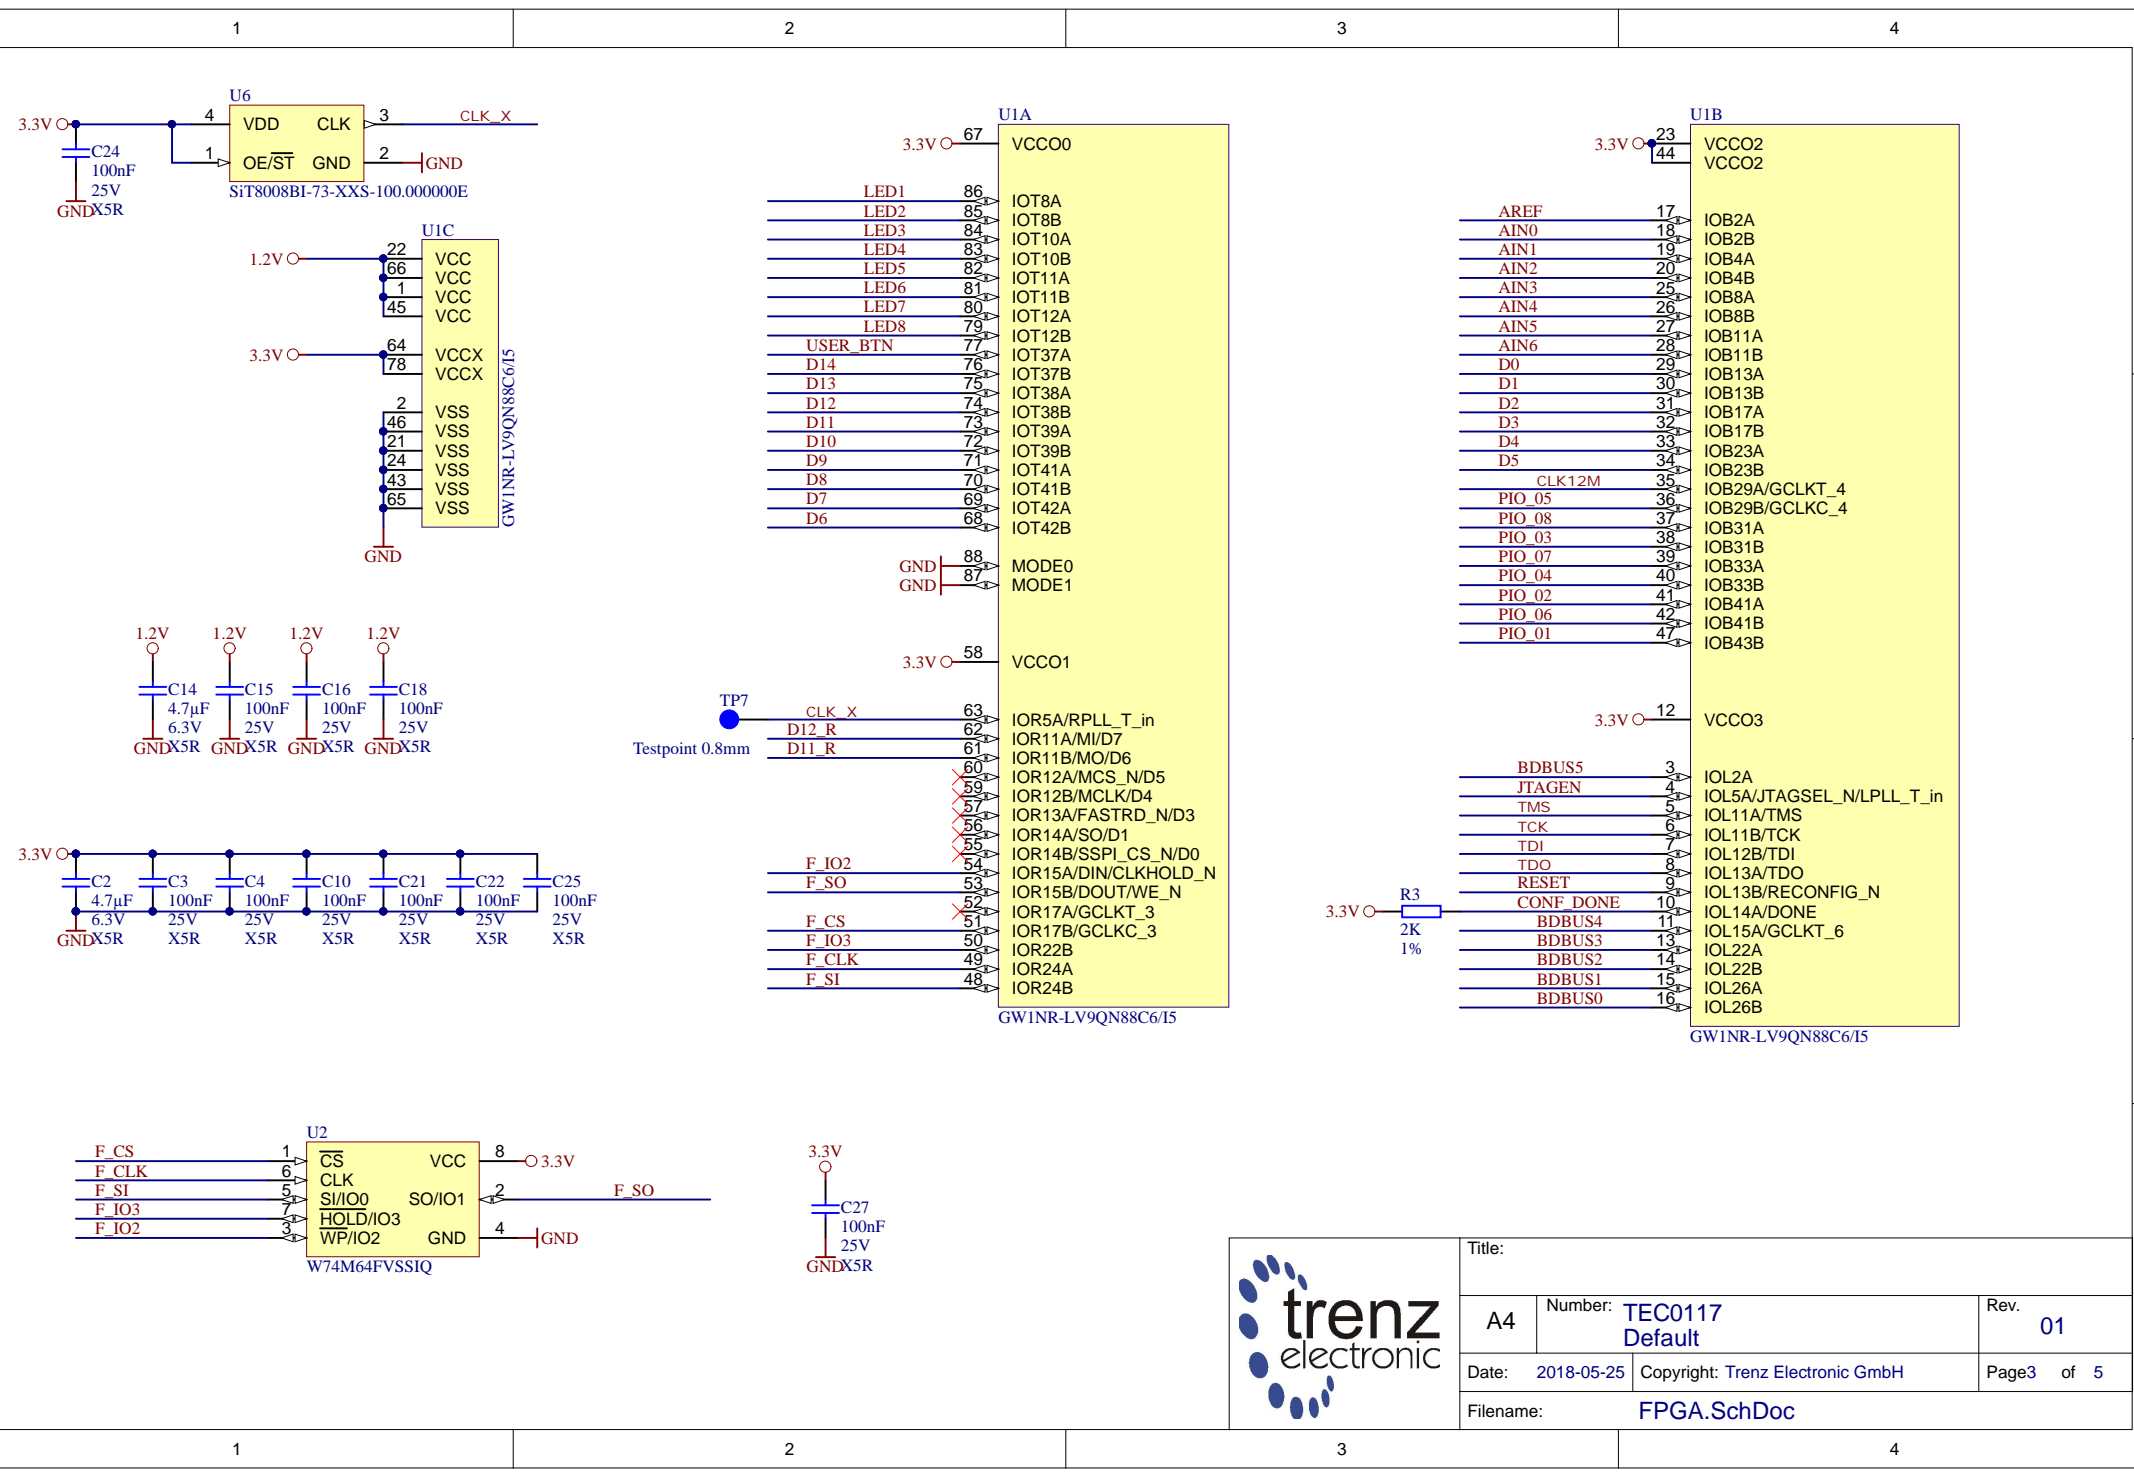 1 2 3 4
U6
3.3V 4 VDD CLK 3 CLK_X
1 OE/ST GND 2 GND
SiT8008BI-73-XXS-100.000000E
C24
100nF
25V
GND X5R
U1C
1.2V 22 VCC
66 VCC
1 VCC
45 VCC
3.3V 64 VCCX
78 VCCX
2 VSS
46 VSS
21 VSS
24 VSS
43 VSS
65 VSS
GND
GW1NR-LV9QN88C6/I5
1.2V 1.2V 1.2V 1.2V
C14 C15 C16 C18
4.7µF 100nF 100nF 100nF
6.3V 25V 25V 25V
GND X5R GND X5R GND X5R GND X5R
3.3V
C2 C3 C4 C10 C21 C22 C25
4.7µF 100nF 100nF 100nF 100nF 100nF 100nF
6.3V 25V 25V 25V 25V 25V 25V
GND X5R X5R X5R X5R X5R X5R X5R
U2
F_CS 1 CS VCC 8 3.3V
F_CLK 6 CLK
F_SI 5 SI/IO0 SO/IO1 2 F_SO
F_IO3 7 HOLD/IO3
F_IO2 3 WP/IO2 GND 4 GND
W74M64FVSSIQ
3.3V
C27
100nF
25V
GND X5R
U1A
3.3V 67 VCCO0
LED1 86 IOT8A
LED2 85 IOT8B
LED3 84 IOT10A
LED4 83 IOT10B
LED5 82 IOT11A
LED6 81 IOT11B
LED7 80 IOT12A
LED8 79 IOT12B
USER_BTN 77 IOT37A
D14 76 IOT37B
D13 75 IOT38A
D12 74 IOT38B
D11 73 IOT39A
D10 72 IOT39B
D9 71 IOT41A
D8 70 IOT41B
D7 69 IOT42A
D6 68 IOT42B
GND 88 MODE0
GND 87 MODE1
3.3V 58 VCCO1
TP7
Testpoint 0.8mm
CLK_X 63 IOR5A/RPLL_T_in
D12_R 62 IOR11A/MI/D7
D11_R 61 IOR11B/MO/D6
60 IOR12A/MCS_N/D5
59 IOR12B/MCLK/D4
57 IOR13A/FASTRD_N/D3
56 IOR14A/SO/D1
55 IOR14B/SSPI_CS_N/D0
F_IO2 54 IOR15A/DIN/CLKHOLD_N
F_SO 53 IOR15B/DOUT/WE_N
52 IOR17A/GCLKT_3
F_CS 51 IOR17B/GCLKC_3
F_IO3 50 IOR22B
F_CLK 49 IOR24A
F_SI 48 IOR24B
GW1NR-LV9QN88C6/I5
U1B
3.3V 23 VCCO2
44 VCCO2
AREF 17 IOB2A
AIN0 18 IOB2B
AIN1 19 IOB4A
AIN2 20 IOB4B
AIN3 25 IOB8A
AIN4 26 IOB8B
AIN5 27 IOB11A
AIN6 28 IOB11B
D0 29 IOB13A
D1 30 IOB13B
D2 31 IOB17A
D3 32 IOB17B
D4 33 IOB23A
D5 34 IOB23B
CLK12M 35 IOB29A/GCLKT_4
PIO_05 36 IOB29B/GCLKC_4
PIO_08 37 IOB31A
PIO_03 38 IOB31B
PIO_07 39 IOB33A
PIO_04 40 IOB33B
PIO_02 41 IOB41A
PIO_06 42 IOB41B
PIO_01 47 IOB43B
3.3V 12 VCCO3
BDBUS5 3 IOL2A
JTAGEN 4 IOL5A/JTAGSEL_N/LPLL_T_in
TMS 5 IOL11A/TMS
TCK 6 IOL11B/TCK
TDI 7 IOL12B/TDI
TDO 8 IOL13A/TDO
RESET 9 IOL13B/RECONFIG_N
CONF_DONE 10 IOL14A/DONE
BDBUS4 11 IOL15A/GCLKT_6
BDBUS3 13 IOL22A
BDBUS2 14 IOL22B
BDBUS1 15 IOL26A
BDBUS0 16 IOL26B
GW1NR-LV9QN88C6/I5
3.3V R3
2K
1%
trenz
electronic
Title:
A4 Number: TEC0117
Default
Rev. 01
Date: 2018-05-25 Copyright: Trenz Electronic GmbH Page3 of 5
Filename: FPGA.SchDoc
1 2 3 4